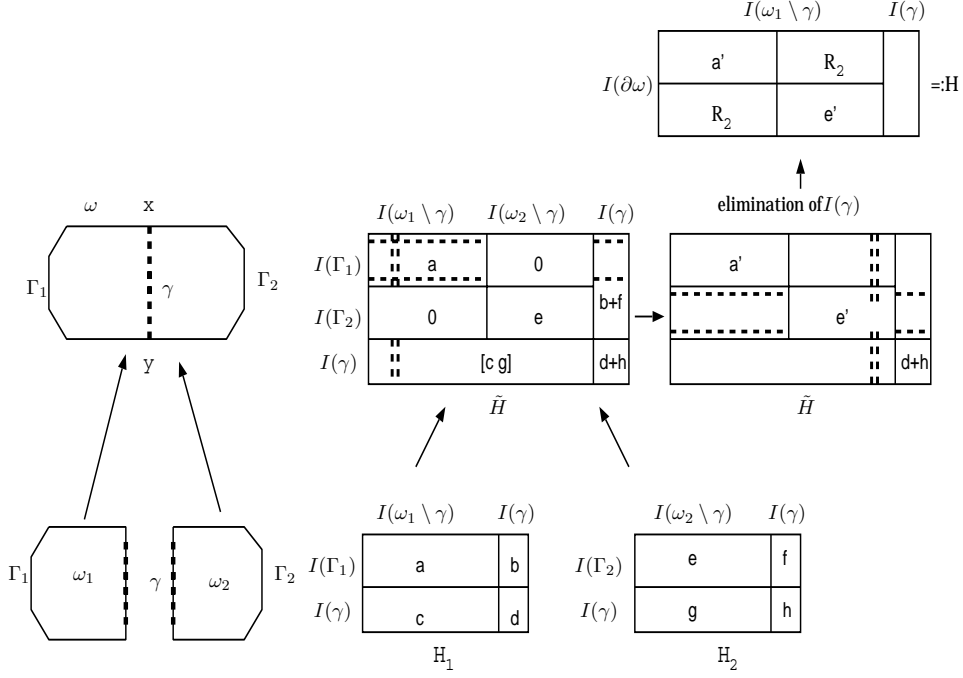 I(ω₁ \ γ) I(γ)
a' R₂
I(∂ω) =:H
R₂ e'
elimination of I(γ)
ω x
Γ₁ γ Γ₂
y
I(ω₁ \ γ) I(ω₂ \ γ) I(γ)
I(Γ₁) a 0
b+f
I(Γ₂) 0 e
I(γ) [c g] d+h
H̃
a'
e'
d+h
H̃
Γ₁ ω₁ γ ω₂ Γ₂
I(ω₁ \ γ) I(γ)
I(Γ₁) a b
I(γ) c d
H₁
I(ω₂ \ γ) I(γ)
I(Γ₂) e f
I(γ) g h
H₂